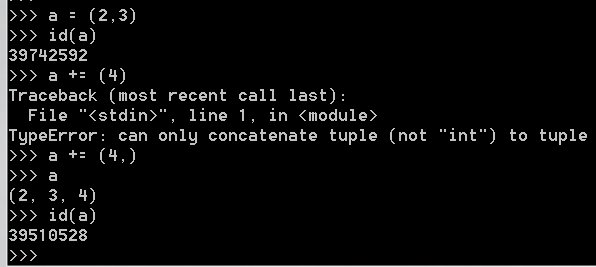 >>> a = (2,3)
>>> id(a)
39742592
>>> a += (4)
Traceback (most recent call last):
  File "<stdin>", line 1, in <module>
TypeError: can only concatenate tuple (not "int") to tuple
>>> a += (4,)
>>> a
(2, 3, 4)
>>> id(a)
39510528
>>>